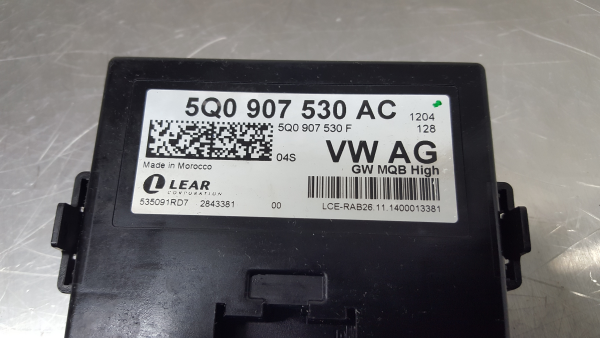 5Q0 907 530 AC 1204
5Q0 907 530 F 128
04S VW AG
Made in Morocco GW MQB High
LEAR
CORPORATION
535091RD7 2843381 00 LCE-RAB26.11.1400013381